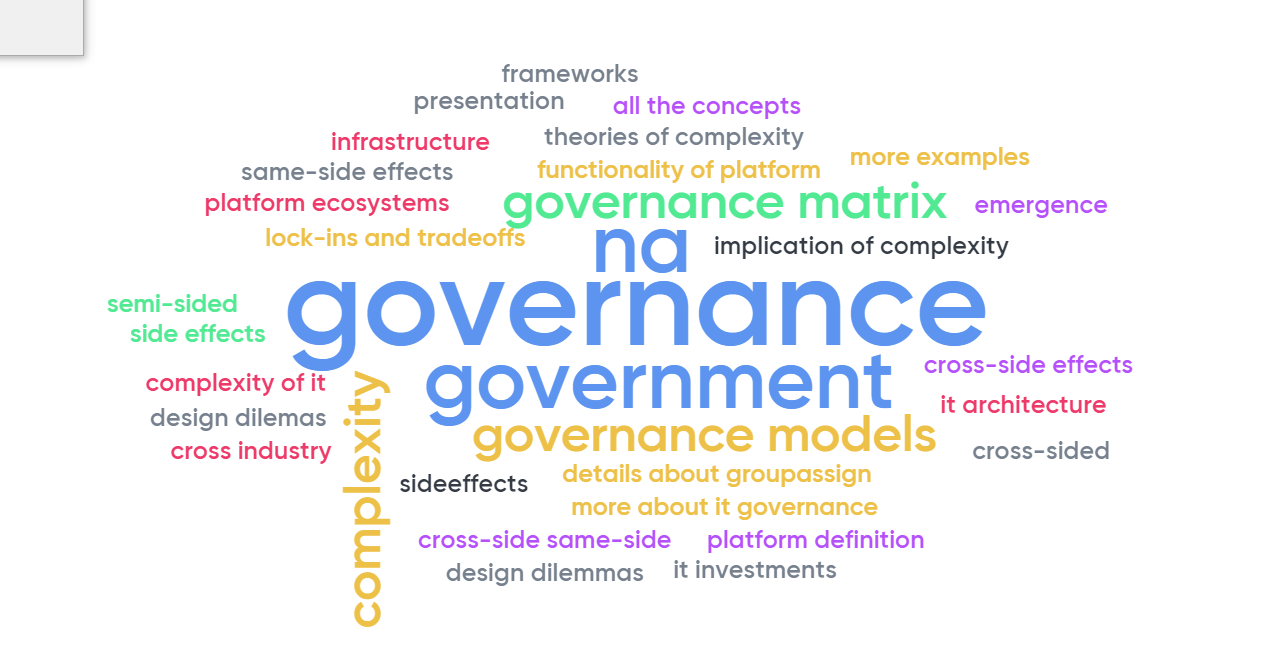 frameworks
presentation
all the concepts
infrastructure
theories of complexity
same-side effects
functionality of platform
more examples
platform ecosystems
governance matrix
emergence
lock-ins and tradeoffs
na
implication of complexity
semi-sided
governance
side effects
cross-side effects
complexity of it
government
it architecture
design dilemas
governance models
cross industry
cross-sided
complexity
sideeffects
details about groupassign
more about it governance
cross-side same-side
platform definition
design dilemmas
it investments